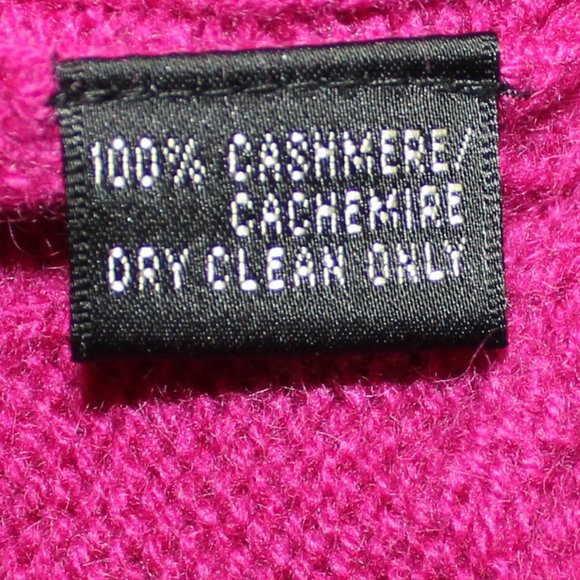 100% CASHMERE/
CACHEMIRE
DRY CLEAN ONLY